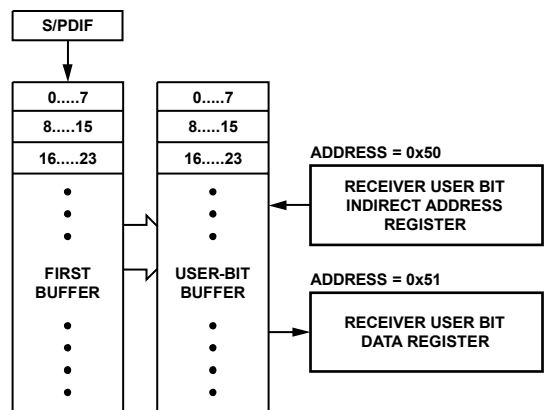 S/PDIF
0.....7
8.....15
16.....23
FIRST
BUFFER
0.....7
8.....15
16.....23
USER-BIT
BUFFER
ADDRESS = 0x50
RECEIVER USER BIT
INDIRECT ADDRESS
REGISTER
ADDRESS = 0x51
RECEIVER USER BIT
DATA REGISTER